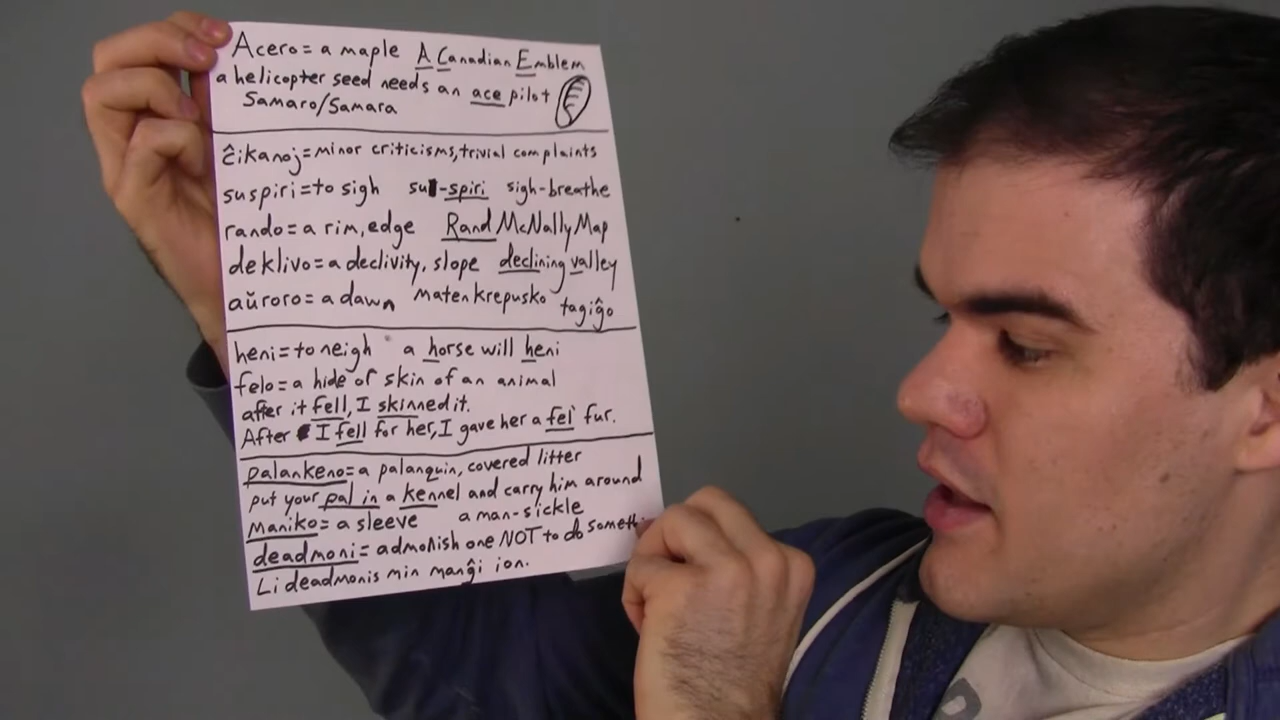 Acero= a maple A Canadian Emblem
a helicopter seed needs an ace pilot
Samaro/Samara
ĉikanoj=minor criticisms, trivial complaints
suspiri=to sigh su-spiri sigh-breathe
rando=a rim, edge Rand McNally Map
deklivo=a declivity, slope declining valley
aŭroro=a dawn matenkrepusko tagiĝo
heni=to neigh a horse will heni
felo=a hide of skin of an animal
after it fell, I skinned it.
After I fell for her, I gave her a fel' fur.
palankeno=a palanquin, covered litter
put your pal in a kennel and carry him around
maniko=a sleeve a man-sickle
deadmoni=admonish one NOT to do someth
Li deadmonis min manĝi ion.